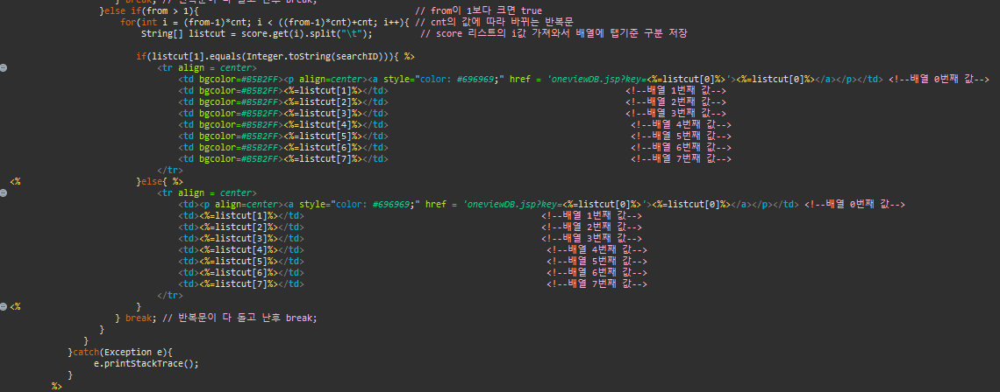 } break; // 반복문이 다 돌고 난후 break;
}else if(from > 1){ // from이 1보다 크면 true
for(int i = (from-1)*cnt; i < ((from-1)*cnt)+cnt; i++){ // cnt의 값에 따라 바뀌는 반복문
String[] listcut = score.get(i).split("\t"); // score 리스트의 i값 가져와서 배열에 탭기준 구분 저장
if(listcut[1].equals(Integer.toString(searchID))){ %>
<tr align = center>
<td bgcolor=#B5B2FF><p align=center><a style="color: #696969;" href = 'oneviewDB.jsp?key=<%=listcut[0]%>'><%=listcut[0]%></a></p></td> <!--배열 0번째 값-->
<td bgcolor=#B5B2FF><%=listcut[1]%></td> <!--배열 1번째 값-->
<td bgcolor=#B5B2FF><%=listcut[2]%></td> <!--배열 2번째 값-->
<td bgcolor=#B5B2FF><%=listcut[3]%></td> <!--배열 3번째 값-->
<td bgcolor=#B5B2FF><%=listcut[4]%></td> <!--배열 4번째 값-->
<td bgcolor=#B5B2FF><%=listcut[5]%></td> <!--배열 5번째 값-->
<td bgcolor=#B5B2FF><%=listcut[6]%></td> <!--배열 6번째 값-->
<td bgcolor=#B5B2FF><%=listcut[7]%></td> <!--배열 7번째 값-->
</tr>
<% }else{ %>
<tr align = center>
<td><p align=center><a style="color: #696969;" href = 'oneviewDB.jsp?key=<%=listcut[0]%>'><%=listcut[0]%></a></p></td> <!--배열 0번째 값-->
<td><%=listcut[1]%></td> <!--배열 1번째 값-->
<td><%=listcut[2]%></td> <!--배열 2번째 값-->
<td><%=listcut[3]%></td> <!--배열 3번째 값-->
<td><%=listcut[4]%></td> <!--배열 4번째 값-->
<td><%=listcut[5]%></td> <!--배열 5번째 값-->
<td><%=listcut[6]%></td> <!--배열 6번째 값-->
<td><%=listcut[7]%></td> <!--배열 7번째 값-->
</tr>
<% }
} break; // 반복문이 다 돌고 난후 break;
}
}
}catch(Exception e){
e.printStackTrace();
}
%>